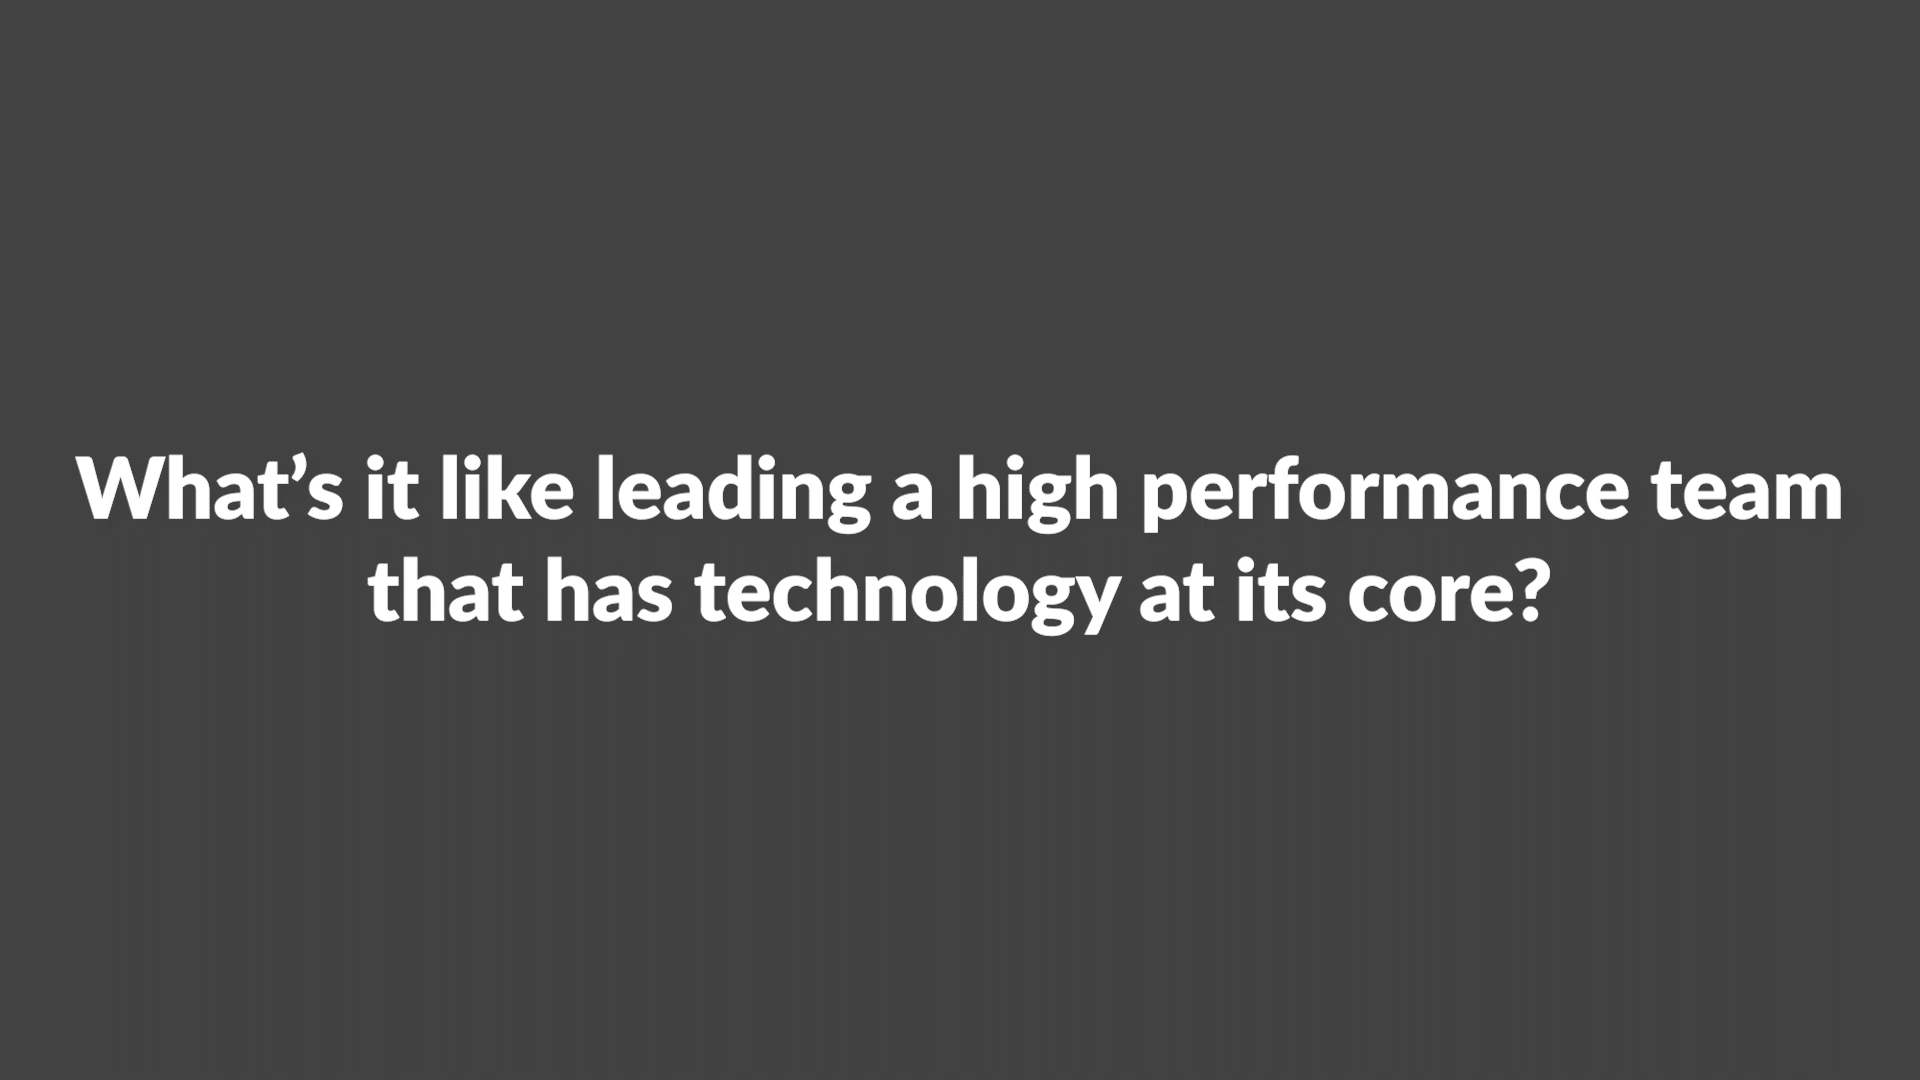 What’s it like leading a high performance team
that has technology at its core?